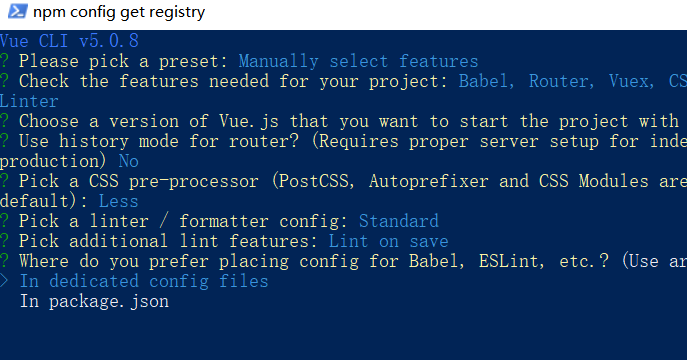 npm config get registry
Vue CLI v5.0.8
? Please pick a preset: Manually select features
? Check the features needed for your project: Babel, Router, Vuex, CS
Linter
? Choose a version of Vue.js that you want to start the project with
? Use history mode for router? (Requires proper server setup for inde
production) No
? Pick a CSS pre-processor (PostCSS, Autoprefixer and CSS Modules are
default): Less
? Pick a linter / formatter config: Standard
? Pick additional lint features: Lint on save
? Where do you prefer placing config for Babel, ESLint, etc.? (Use ar
> In dedicated config files
In package.json